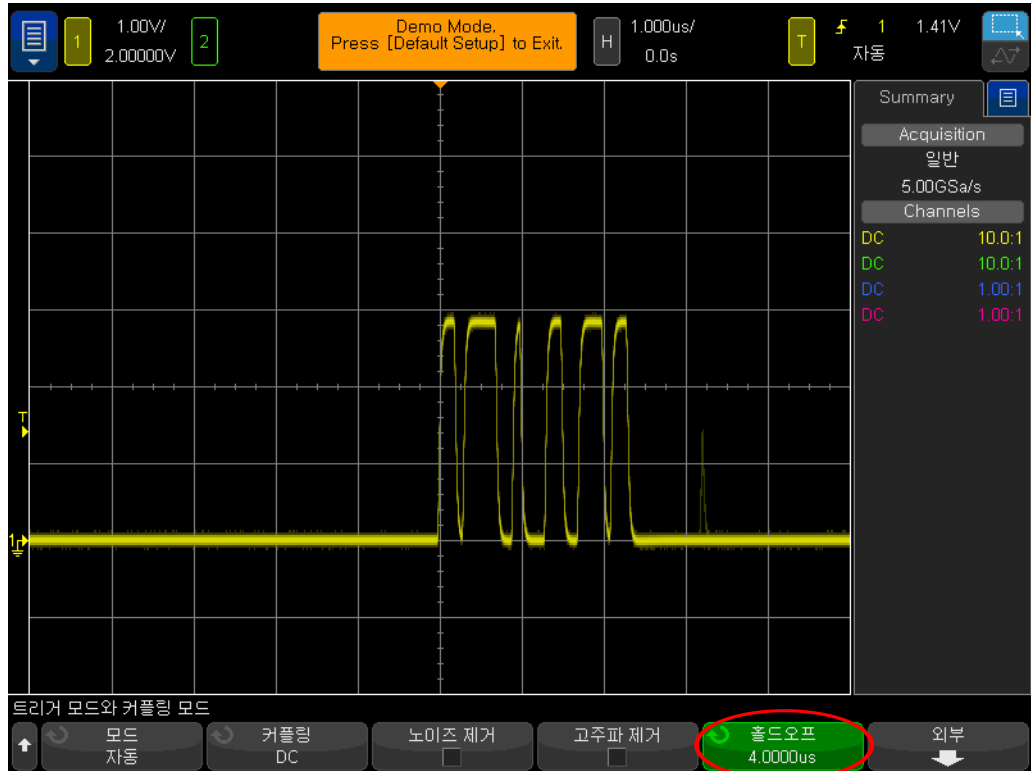 1
1.00V/
2.00000V
2
Demo Mode.
Press [Default Setup] to Exit.
H
1.000us/
0.0s
T
1
1.41V
자동
Summary
Acquisition
일반
5.00GSa/s
Channels
DC 10.0:1
DC 10.0:1
DC 1.00:1
DC 1.00:1
T
1
트리거 모드와 커플링 모드
모드
자동
커플링
DC
노이즈 제거
고주파 제거
홀드오프
4.0000us
외부